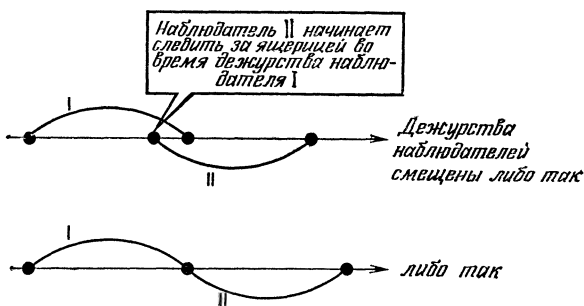 Наблюдатель II начинает
следить за ящерицей во
время дежурства наблю-
дателя I
I
II
Дежурства
наблюдателей
смещены либо так
I
II
либо так